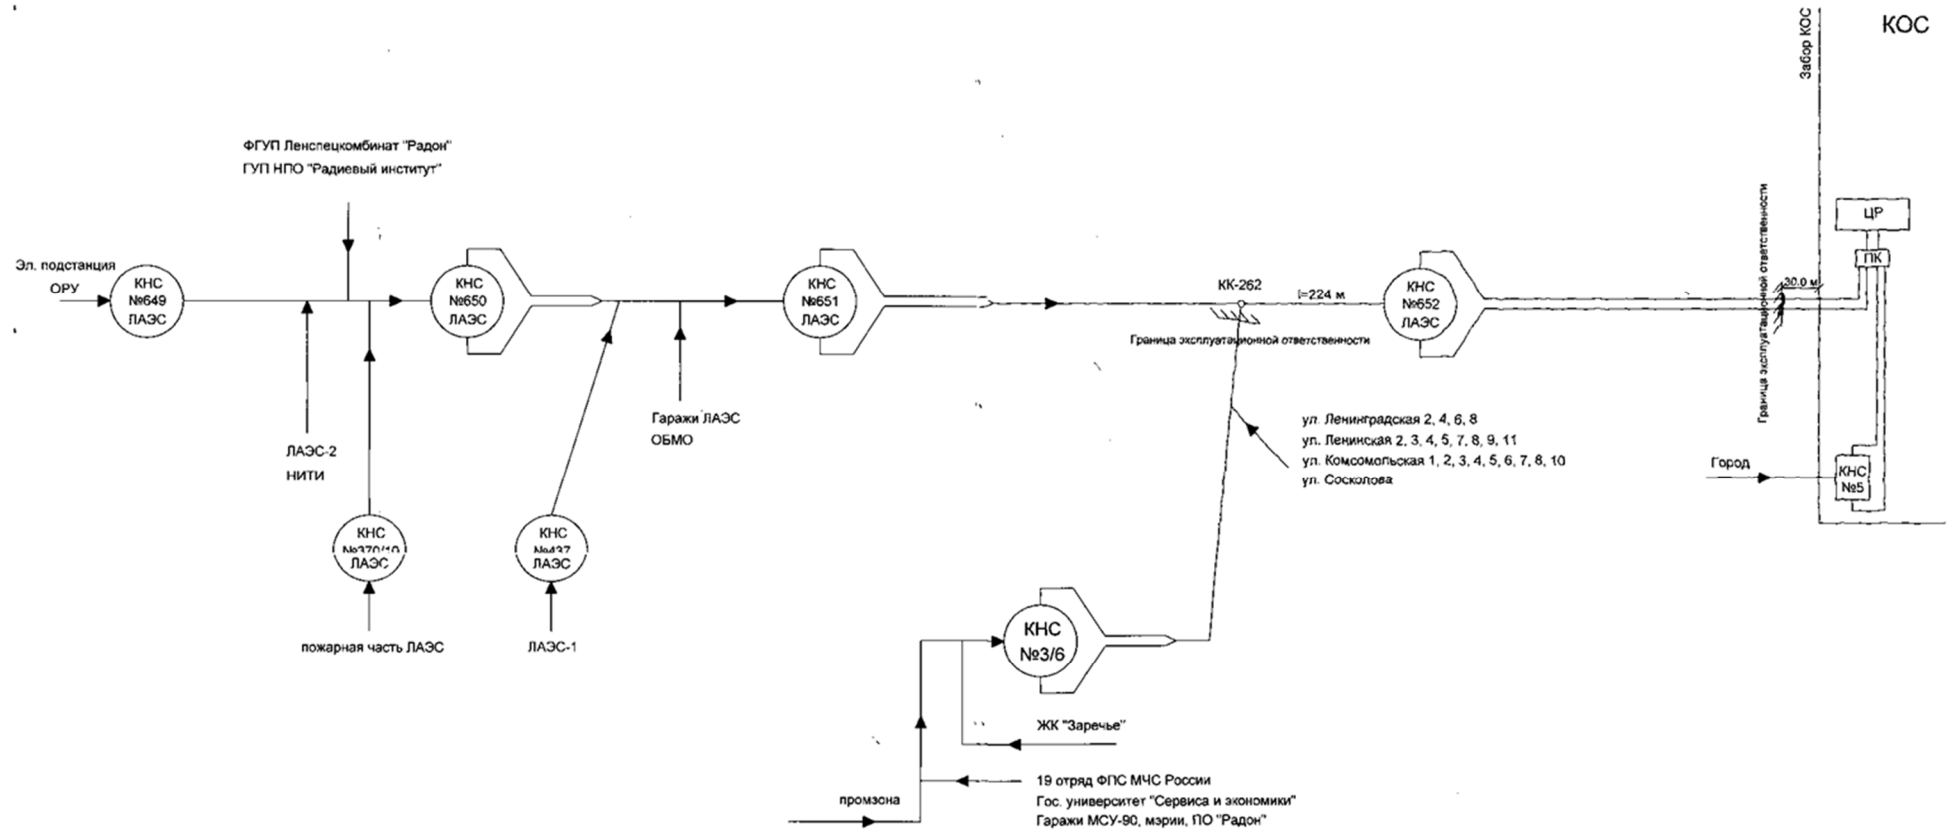 КОС
Забор КОС
ФГУП Ленспецкомбинат "Радон"
ГУП НПО "Радиевый институт"
Эл. подстанция
ОРУ
КНС
№649
ЛАЭС
КНС
№650
ЛАЭС
КНС
№651
ЛАЭС
КК-262
l=224 м
КНС
№652
ЛАЭС
Граница эксплуатационной ответственности
Граница эксплуатационной ответственности
30.0 м
ЦР
ПК
ЛАЭС-2
НИТИ
Гаражи ЛАЭС
ОБМО
ул. Ленинградская 2, 4, 6, 8
ул. Ленинская 2, 3, 4, 5, 7, 8, 9, 11
ул. Комсомольская 1, 2, 3, 4, 5, 6, 7, 8, 10
ул. Сосколова
Город
КНС
№5
КНС
№370/10
ЛАЭС
КНС
№437
ЛАЭС
пожарная часть ЛАЭС
ЛАЭС-1
КНС
№3/6
ЖК "Заречье"
19 отряд ФПС МЧС России
Гос. университет "Сервиса и экономики"
Гаражи МСУ-90, мэрии, ПО "Радон"
промзона